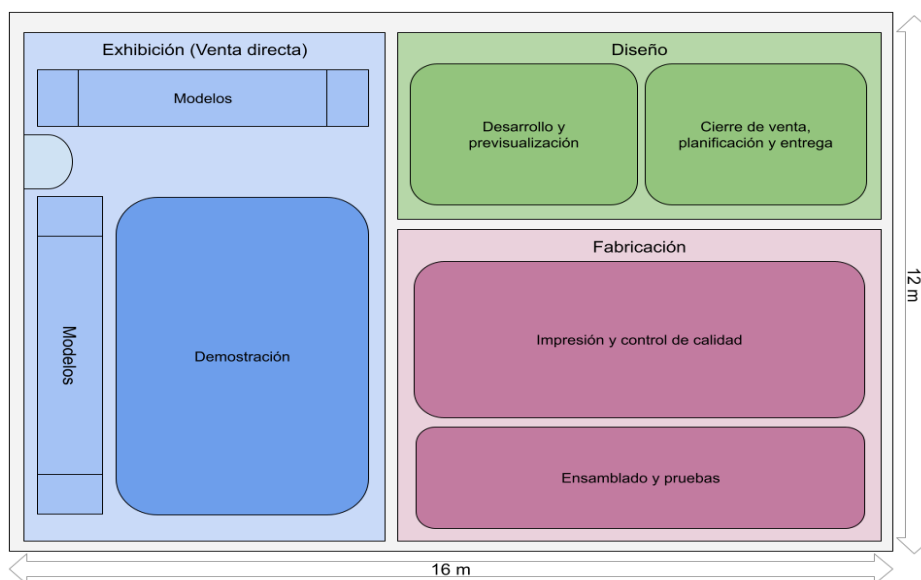 Exhibición (Venta directa)
Modelos
Modelos
Demostración
Diseño
Desarrollo y
previsualización
Cierre de venta,
planificación y entrega
Fabricación
Impresión y control de calidad
Ensamblado y pruebas
12 m
16 m